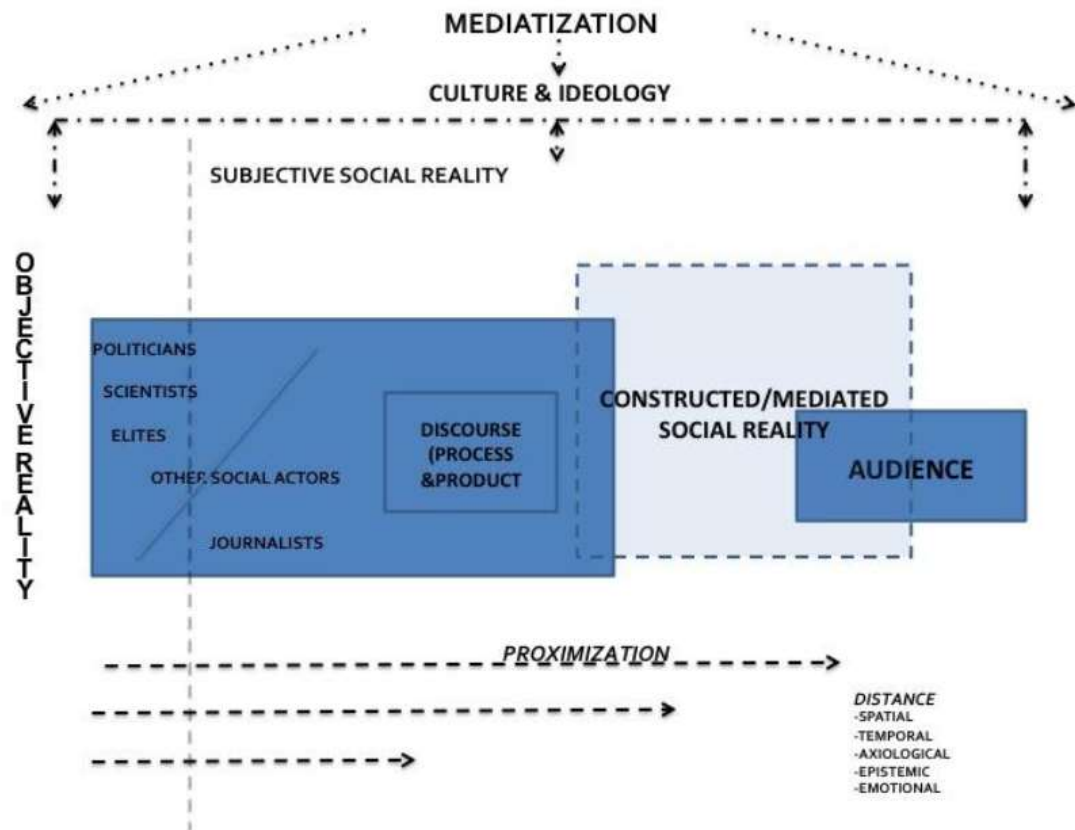 MEDIATIZATION
CULTURE & IDEOLOGY
SUBJECTIVE SOCIAL REALITY
OBJECTIVE REALITY
POLITICIANS
SCIENTISTS
ELITES
OTHER SOCIAL ACTORS
JOURNALISTS
DISCOURSE
(PROCESS
&PRODUCT
CONSTRUCTED/MEDIATED
SOCIAL REALITY
AUDIENCE
PROXIMIZATION
DISTANCE
-SPATIAL
-TEMPORAL
-AXIOLOGICAL
-EPISTEMIC
-EMOTIONAL